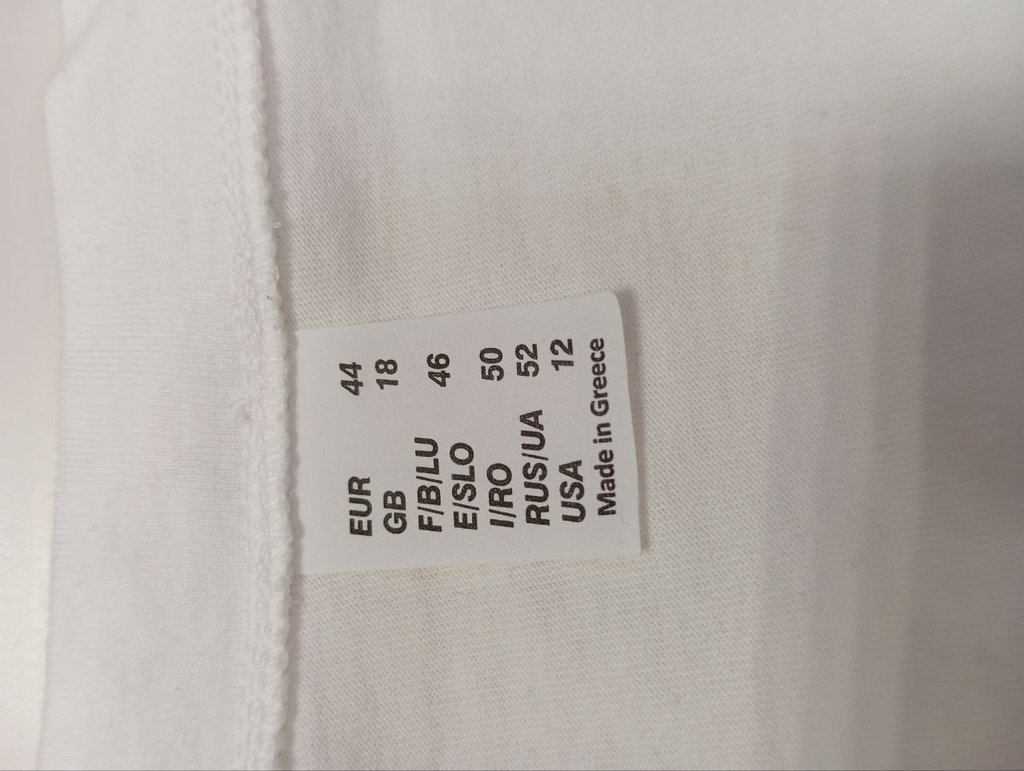 EUR 44
GB 18
F/B/LU 46
E/SLO
I/RO 50
RUS/UA 52
USA 12
Made in Greece